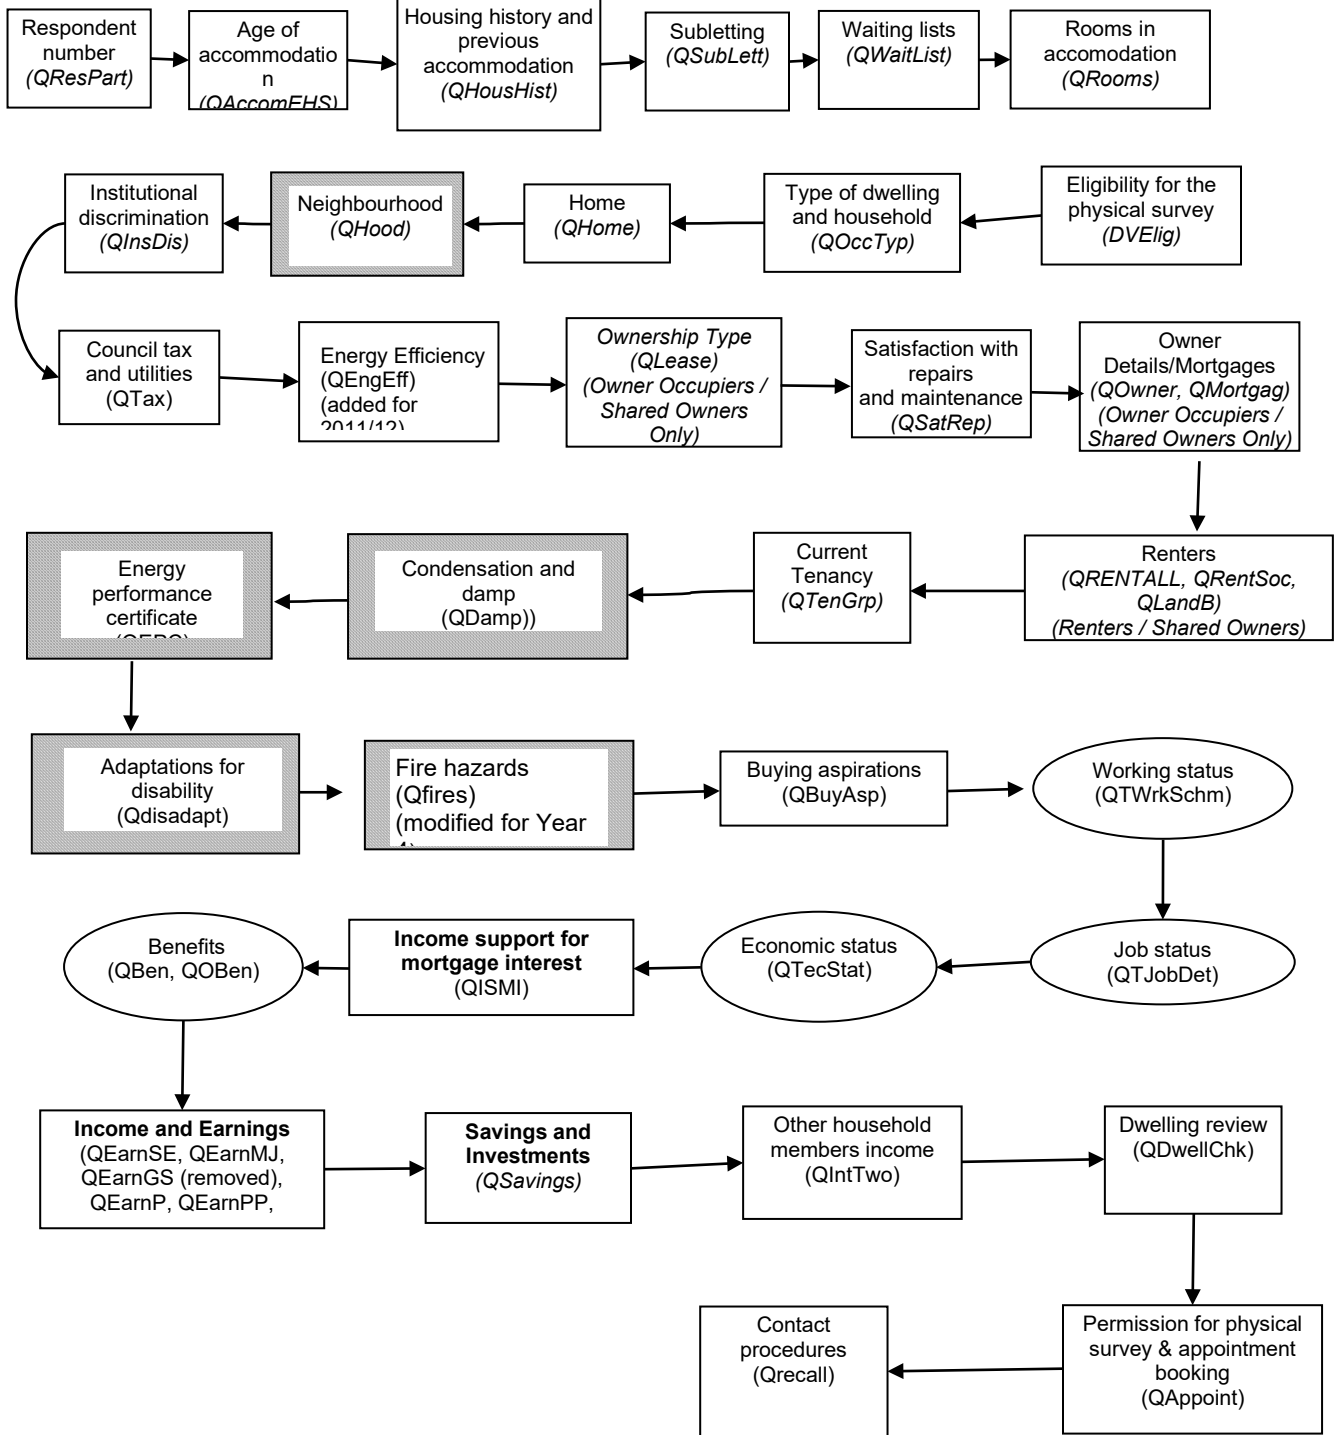 Respondent
number
(QResPart)
Age of
accommodatio
n
(QAccomEHS)
Housing history and
previous
accommodation
(QHousHist)
Subletting
(QSubLett)
Waiting lists
(QWaitList)
Rooms in
accomodation
(QRooms)
Institutional
discrimination
(QInsDis)
Neighbourhood
(QHood)
Home
(QHome)
Type of dwelling
and household
(QOccTyp)
Eligibility for the
physical survey
(DVElig)
Council tax
and utilities
(QTax)
Energy Efficiency
(QEngEff)
(added for
2011/12)
Ownership Type
(QLease)
(Owner Occupiers /
Shared Owners
Only)
Satisfaction with
repairs
and maintenance
(QSatRep)
Owner
Details/Mortgages
(QOwner, QMortgag)
(Owner Occupiers /
Shared Owners Only)
Energy
performance
certificate
(QEPC)
Condensation and
damp
(QDamp))
Current
Tenancy
(QTenGrp)
Renters
(QRENTALL, QRentSoc,
QLandB)
(Renters / Shared Owners)
Adaptations for
disability
(Qdisadapt)
Fire hazards
(Qfires)
(modified for Year
Buying aspirations
(QBuyAsp)
Working status
(QTWrkSchm)
Benefits
(QBen, QOBen)
Income support for
mortgage interest
(QISMI)
Economic status
(QTecStat)
Job status
(QTJobDet)
Income and Earnings
(QEarnSE, QEarnMJ,
QEarnGS (removed),
QEarnP, QEarnPP,
Savings and
Investments
(QSavings)
Other household
members income
(QIntTwo)
Dwelling review
(QDwellChk)
Contact
procedures
(Qrecall)
Permission for physical
survey & appointment
booking
(QAppoint)